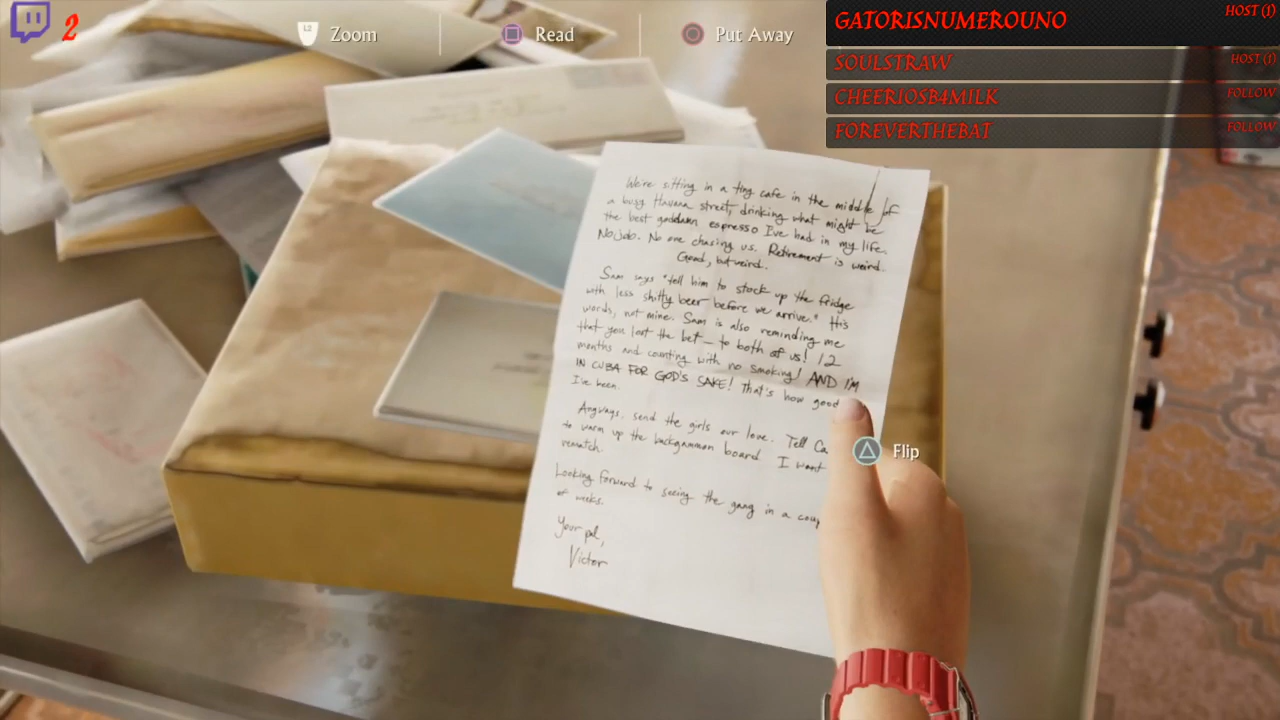 2
L2
Zoom
Read
Put Away
GATORISNUMEROUNO
HOST (1)
SOULSTRAW
HOST (1)
CHEERIOSB4MILK
FOLLOW
FOREVERTHEBAT
FOLLOW
We're sitting in a tiny cafe in the middle of
a busy Havana street, drinking what might be
the best goddamn espresso I've had in my life.
No job. No one chasing us. Retirement is weird.
Good, but weird.
Sam says "tell him to stock up the fridge
with less shitty beer before we arrive." His
words, not mine. Sam is also reminding me
that you lost the bet — to both of us! 12
months and counting with no smoking! AND I'M
IN CUBA FOR GOD'S SAKE! That's how good
I've been.
Anyways, send the girls our love. Tell Ca
to warm up the backgammon board. I want
rematch.
Looking forward to seeing the gang in a coup
of weeks.
Your pal,
Victor
Flip